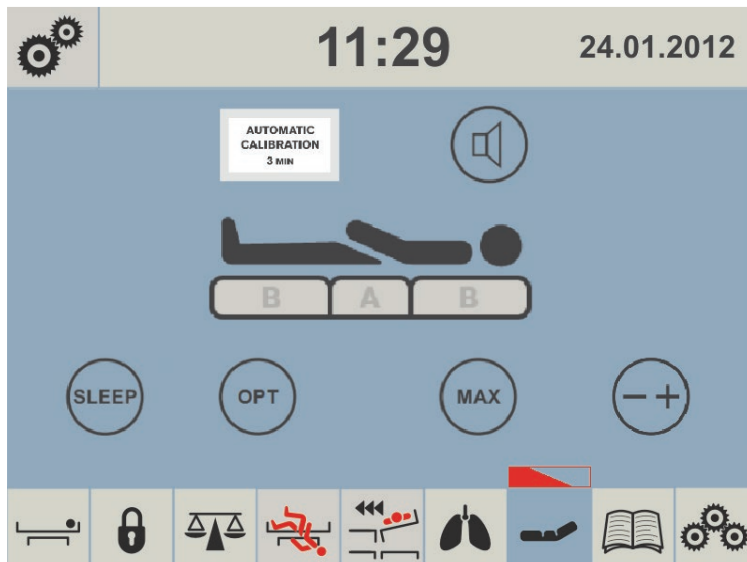 11:29
24.01.2012
AUTOMATIC
CALIBRATION
3 MIN
B A B
SLEEP OPT MAX − +